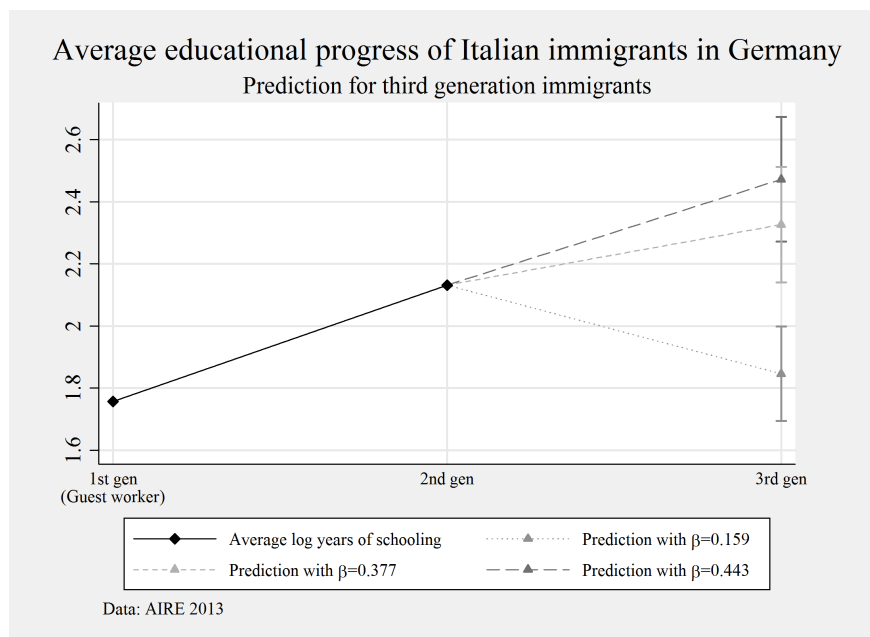 Average educational progress of Italian immigrants in Germany
Prediction for third generation immigrants
2.6
2.4
2.2
2
1.8
1.6
1st gen
(Guest worker)
2nd gen
3rd gen
Average log years of schooling
Prediction with β=0.159
Prediction with β=0.377
Prediction with β=0.443
Data: AIRE 2013